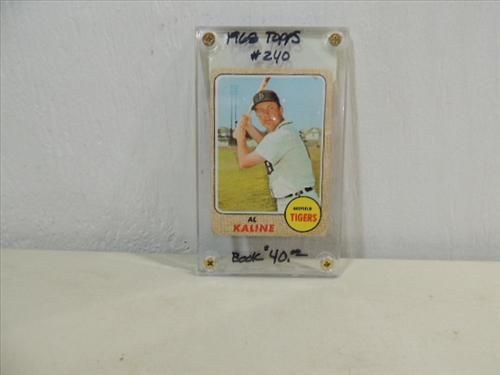 1968 TOPPS
#240
B
B
AL
KALINE
OUTFIELD
TIGERS
BOOK $40.00